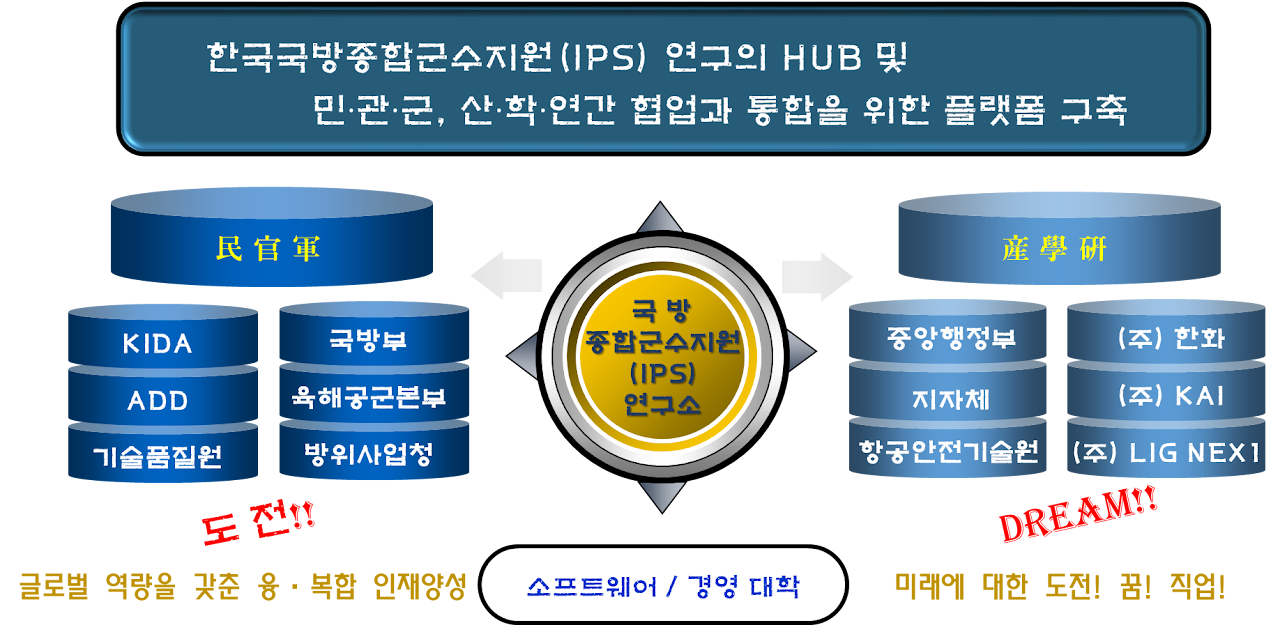 한국국방종합군수지원(IPS) 연구의 HUB 및
민·관·군, 산·학·연간 협업과 통합을 위한 플랫폼 구축
民官軍
KIDA
국방부
ADD
육해공군본부
기술품질원
방위사업청
국 방
종합군수지원
(IPS)
연구소
産學硏
중앙행정부
(주) 한화
지자체
(주) KAI
항공안전기술원
(주) LIG NEX1
도 전!!
DREAM!!
글로벌 역량을 갖춘 융·복합 인재양성
소프트웨어 / 경영 대학
미래에 대한 도전! 꿈! 직업!